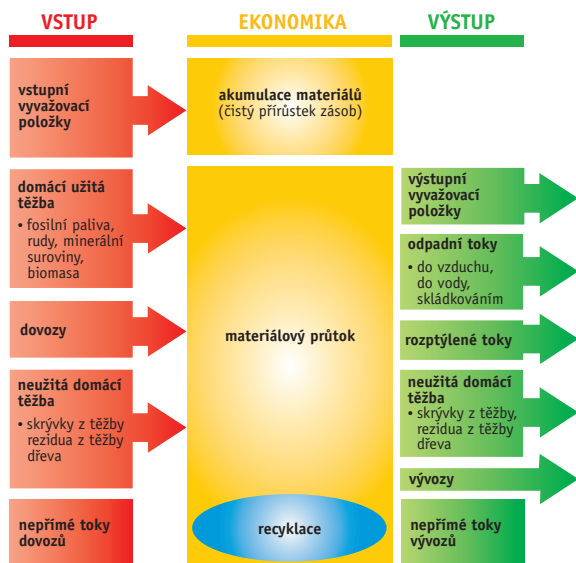 VSTUP
vstupní
vyvažovací
položky
domácí užitá
těžba
• fosilní paliva,
rudy, minerální
suroviny,
biomasa
dovozy
neužitá domácí
těžba
• skrývky z těžby
rezidua z těžby
dřeva
nepřímé toky
dovozů
EKONOMIKA
akumulace materiálů
(čistý přírůstek zásob)
materiálový průtok
recyklace
VÝSTUP
výstupní
vyvažovací
položky
odpadní toky
• do vzduchu,
do vody,
skládkováním
rozptýlené toky
neužitá domácí
těžba
• skrývky z těžby,
rezidua z těžby
dřeva
vývozy
nepřímé toky
vývozů